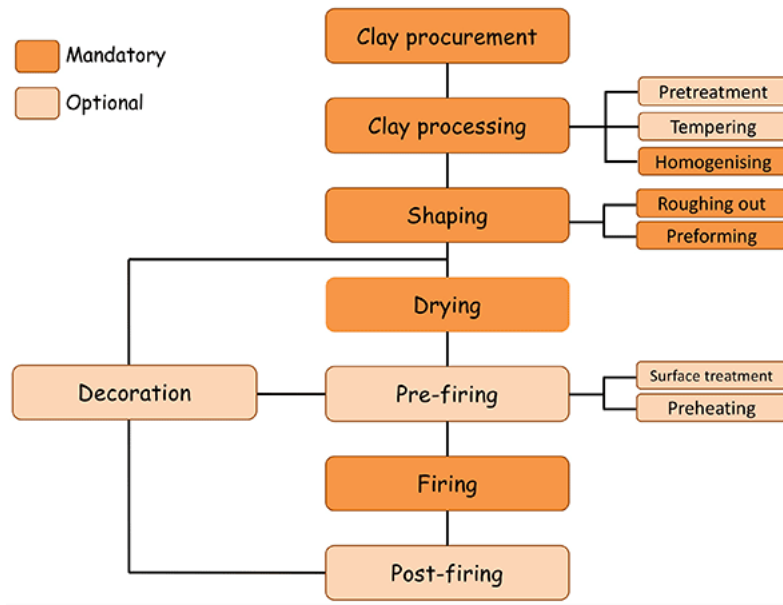 Mandatory
Optional
Clay procurement
Clay processing
Pretreatment
Tempering
Homogenising
Shaping
Roughing out
Preforming
Drying
Decoration
Pre-firing
Surface treatment
Preheating
Firing
Post-firing